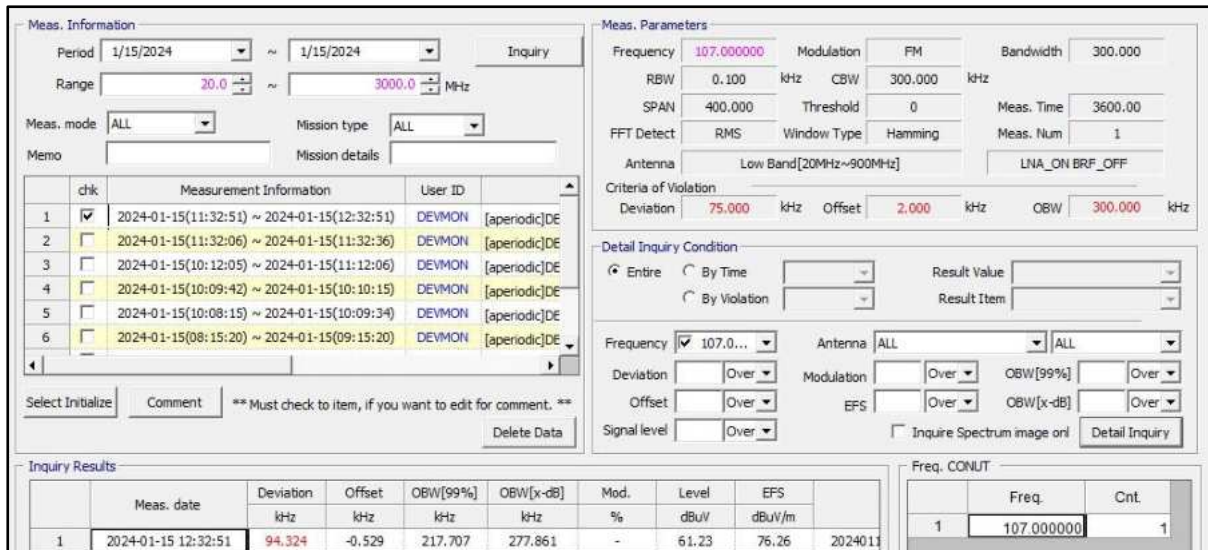 Meas. Information
Period 1/15/2024 ~ 1/15/2024 Inquiry
Range 20.0 ~ 3000.0 MHz
Meas. mode ALL Mission type ALL
Memo Mission details
chk Measurement Information User ID
1 2024-01-15(11:32:51) ~ 2024-01-15(12:32:51) DEVMON [aperiodic]DE
2 2024-01-15(11:32:06) ~ 2024-01-15(11:32:36) DEVMON [aperiodic]DE
3 2024-01-15(10:12:05) ~ 2024-01-15(11:12:06) DEVMON [aperiodic]DE
4 2024-01-15(10:09:42) ~ 2024-01-15(10:10:15) DEVMON [aperiodic]DE
5 2024-01-15(10:08:15) ~ 2024-01-15(10:09:34) DEVMON [aperiodic]DE
6 2024-01-15(08:15:20) ~ 2024-01-15(09:15:20) DEVMON [aperiodic]DE
Select Initialize Comment ** Must check to item, if you want to edit for comment. **
Delete Data
Meas. Parameters
Frequency 107.000000 Modulation FM Bandwidth 300.000
RBW 0.100 kHz CBW 300.000 kHz
SPAN 400.000 Threshold 0 Meas. Time 3600.00
FFT Detect RMS Window Type Hamming Meas. Num 1
Antenna Low Band[20MHz~900MHz] LNA_ON BRF_OFF
Criteria of Violation
Deviation 75.000 kHz Offset 2.000 kHz OBW 300.000 kHz
Detail Inquiry Condition
Entire By Time Result Value
By Violation Result Item
Frequency 107.0... Antenna ALL ALL
Deviation Over Modulation Over OBW[99%] Over
Offset Over EFS Over OBW[x-dB] Over
Signal level Over Inquire Spectrum image onl Detail Inquiry
Inquiry Results
Meas. date Deviation Offset OBW[99%] OBW[x-dB] Mod. Level EFS
kHz kHz kHz kHz % dBuV dBuV/m
1 2024-01-15 12:32:51 94.324 -0.529 217.707 277.861 - 61.23 76.26 2024011
Freq. CONUT
Freq. Cnt.
1 107.000000 1